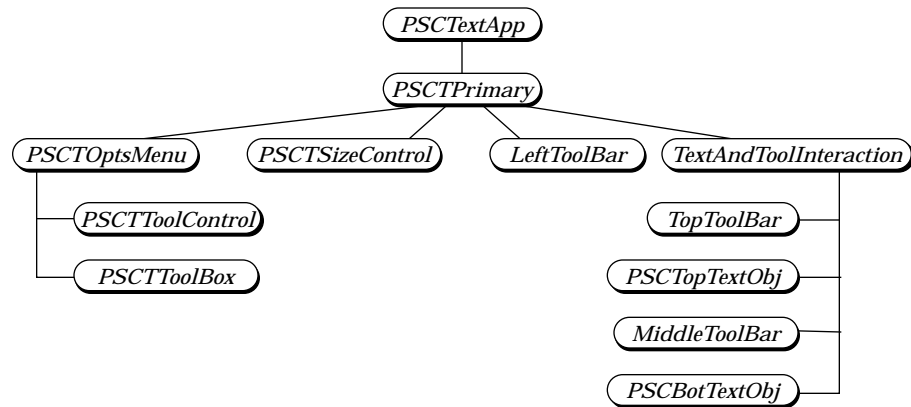 PSCTextApp
PSCTPrimary
PSCTOptsMenu
PSCTSizeControl
LeftToolBar
TextAndToolInteraction
PSCTToolControl
TopToolBar
PSCTToolBox
PSCTopTextObj
MiddleToolBar
PSCBotTextObj